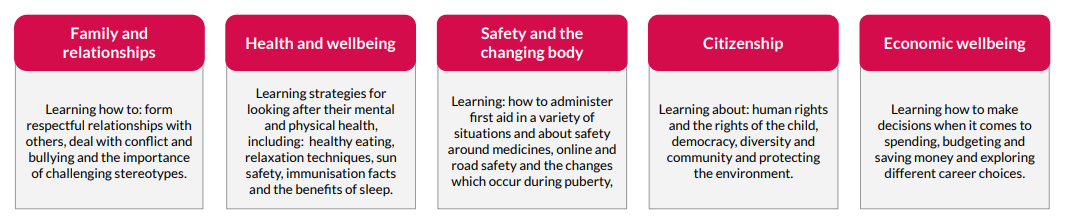 Family and
relationships
Learning how to: form
respectful relationships with
others, deal with conflict and
bullying and the importance
of challenging stereotypes.
Health and wellbeing
Learning strategies for
looking after their mental
and physical health,
including: healthy eating,
relaxation techniques, sun
safety, immunisation facts
and the benefits of sleep.
Safety and the
changing body
Learning: how to administer
first aid in a variety of
situations and about safety
around medicines, online and
road safety and the changes
which occur during puberty,
Citizenship
Learning about: human rights
and the rights of the child,
democracy, diversity and
community and protecting
the environment.
Economic wellbeing
Learning how to make
decisions when it comes to
spending, budgeting and
saving money and exploring
different career choices.